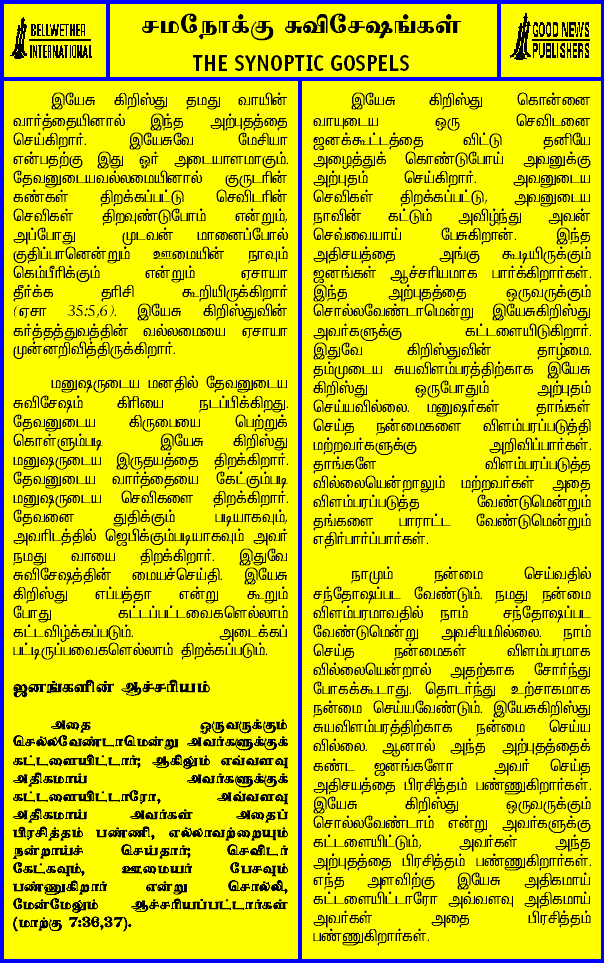 BELLWETHER
INTERNATIONAL
சமநோக்கு சுவிசேஷங்கள்
THE SYNOPTIC GOSPELS
GOOD NEWS
PUBLISHERS
இயேசு கிறிஸ்து தமது வாயின்
வார்த்தையினால் இந்த அற்புதத்தை
செய்கிறார். இயேசுவே மேசியா
என்பதற்கு இது ஓர் அடையாளமாகும்.
தேவனுடையவல்லமையினால் குருடரின்
கண்கள் திறக்கப்பட்டு செவிடரின்
செவிகள் திறவுண்டுபோம் என்றும்,
அப்போது முடவன் மானைப்போல்
குதிப்பானென்றும் ஊமையின் நாவும்
கெம்பீரிக்கும் என்றும் ஏசாயா
தீர்க்க தரிசி கூறியிருக்கிறார்
(ஏசா 35:5,6). இயேசு கிறிஸ்துவின்
கர்த்தத்துவத்தின் வல்லமையை ஏசாயா
முன்னறிவித்திருக்கிறார்.
மனுஷருடைய மனதில் தேவனுடைய
சுவிசேஷம் கிரியை நடப்பிக்கிறது.
தேவனுடைய கிருபையை பெற்றுக்
கொள்ளும்படி இயேசு கிறிஸ்து
மனுஷருடைய இருதயத்தை திறக்கிறார்.
தேவனுடைய வார்த்தையை கேட்கும்படி
மனுஷருடைய செவிகளை திறக்கிறார்.
தேவனை துதிக்கும் படியாகவும்,
அவரிடத்தில் ஜெபிக்கும்படியாகவும் அவர்
நமது வாயை திறக்கிறார். இதுவே
சுவிசேஷத்தின் மையச்செய்தி. இயேசு
கிறிஸ்து எப்பத்தா என்று கூறும்
போது கட்டப்பட்டவைகளெல்லாம்
கட்டவிழ்க்கப்படும். அடைக்கப்
பட்டிருப்பவைகளெல்லாம் திறக்கப்படும்.
ஜனங்களின் ஆச்சரியம்
அதை ஒருவருக்கும்
செல்லவேண்டாமென்று அவர்களுக்குக்
கட்டளையிட்டார்; ஆகிலும் எவ்வளவு
அதிகமாய் அவர்களுக்குக்
கட்டளையிட்டாரோ, அவ்வளவு
அதிகமாய் அவர்கள் அதைப்
பிரசித்தம் பண்ணி, எல்லாவற்றையும்
நன்றாய்ச் செய்தார்; செவிடர்
கேட்கவும், ஊமையர் பேசவும்
பண்ணுகிறார் என்று சொல்லி,
மேன்மேலும் ஆச்சரியப்பட்டார்கள்
(மாற்கு 7:36,37).
இயேசு கிறிஸ்து கொன்னை
வாயுடைய ஒரு செவிடனை
ஜனக்கூட்டத்தை விட்டு தனியே
அழைத்துக் கொண்டுபோய் அவனுக்கு
அற்புதம் செய்கிறார். அவனுடைய
செவிகள் திறக்கப்பட்டு, அவனுடைய
நாவின் கட்டும் அவிழ்ந்து அவன்
செவ்வையாய் பேசுகிறான். இந்த
அதிசயத்தை அங்கு கூடியிருக்கும்
ஜனங்கள் ஆச்சரியமாக பார்க்கிறார்கள்.
இந்த அற்புதத்தை ஒருவருக்கும்
சொல்லவேண்டாமென்று இயேசுகிறிஸ்து
அவர்களுக்கு கட்டளையிடுகிறார்.
இதுவே கிறிஸ்துவின் தாழ்மை.
தம்முடைய சுயவிளம்பரத்திற்காக இயேசு
கிறிஸ்து ஒருபோதும் அற்புதம்
செய்யவில்லை. மனுஷர்கள் தாங்கள்
செய்த நன்மைகளை விளம்பரப்படுத்தி
மற்றவர்களுக்கு அறிவிப்பார்கள்.
தாங்களே விளம்பரப்படுத்த
வில்லையென்றாலும் மற்றவர்கள் அதை
விளம்பரப்படுத்த வேண்டுமென்றும்
தங்களை பாராட்ட வேண்டுமென்றும்
எதிர்பார்ப்பார்கள்.
நாமும் நன்மை செய்வதில்
சந்தோஷப்பட வேண்டும். நமது நன்மை
விளம்பரமாவதில் நாம் சந்தோஷப்பட
வேண்டுமென்று அவசியமில்லை. நாம்
செய்த நன்மைகள் விளம்பரமாக
வில்லையென்றால் அதற்காக சோர்ந்து
போகக்கூடாது. தொடர்ந்து உற்சாகமாக
நன்மை செய்யவேண்டும். இயேசுகிறிஸ்து
சுயவிளம்பரத்திற்காக நன்மை செய்ய
வில்லை. ஆனால் அந்த அற்புதத்தைக்
கண்ட ஜனங்களோ அவர் செய்த
அதிசயத்தை பிரசித்தம் பண்ணுகிறார்கள்.
இயேசு கிறிஸ்து ஒருவருக்கும்
சொல்லவேண்டாம் என்று அவர்களுக்கு
கட்டளையிட்டும், அவர்கள் அந்த
அற்புதத்தை பிரசித்தம் பண்ணுகிறார்கள்.
எந்த அளவிற்கு இயேசு அதிகமாய்
கட்டளையிட்டாரோ அவ்வளவு அதிகமாய்
அவர்கள் அதை பிரசித்தம்
பண்ணுகிறார்கள்.